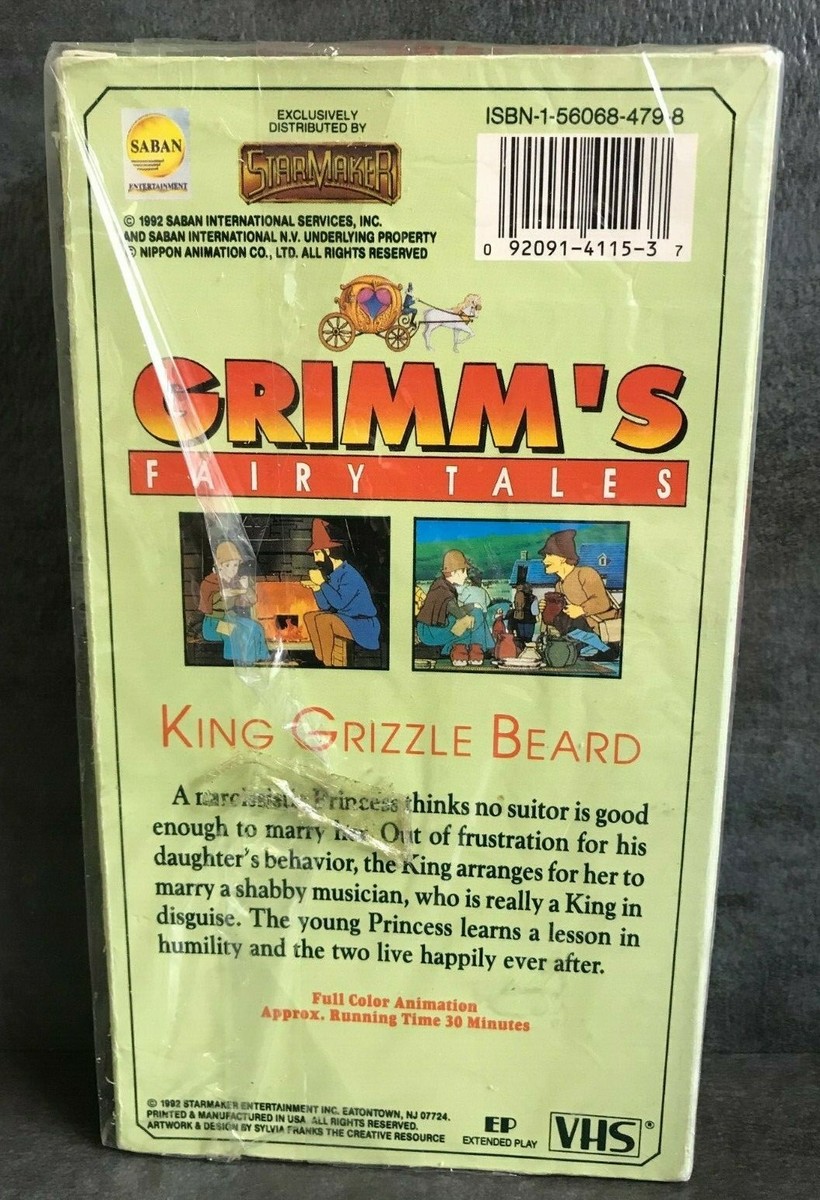 SABAN
ENTERTAINMENT
EXCLUSIVELY
DISTRIBUTED BY
STARMAKER
ISBN-1-56068-479-8
0 92091-4115-3 7
© 1992 SABAN INTERNATIONAL SERVICES, INC.
AND SABAN INTERNATIONAL N.V. UNDERLYING PROPERTY
© NIPPON ANIMATION CO., LTD. ALL RIGHTS RESERVED
GRIMM'S
FAIRY TALES
KING GRIZZLE BEARD
A narcissistic Princess thinks no suitor is good
enough to marry her. Out of frustration for his
daughter's behavior, the King arranges for her to
marry a shabby musician, who is really a King in
disguise. The young Princess learns a lesson in
humility and the two live happily ever after.
Full Color Animation
Approx. Running Time 30 Minutes
© 1992 STARMAKER ENTERTAINMENT INC. EATONTOWN, NJ 07724.
PRINTED & MANUFACTURED IN USA ALL RIGHTS RESERVED.
ARTWORK & DESIGN BY SYLVIA FRANKS THE CREATIVE RESOURCE
EP
EXTENDED PLAY
VHS®